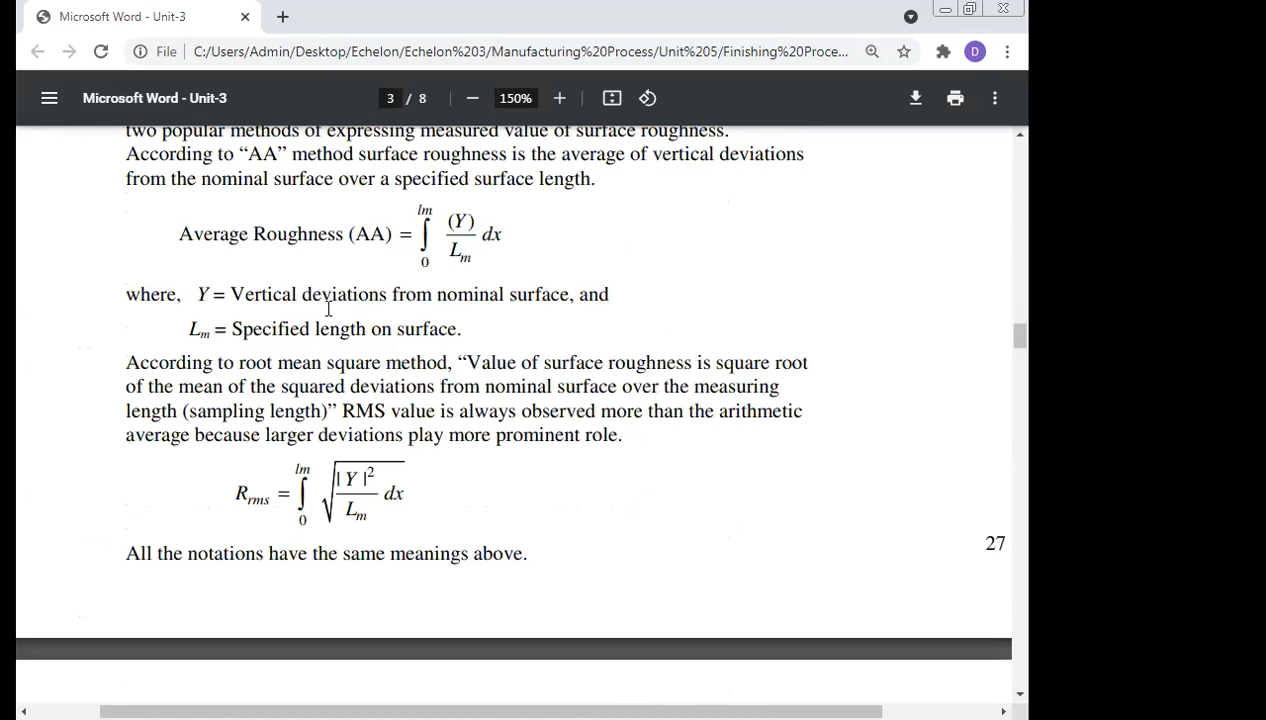 Microsoft Word - Unit-3
File C:/Users/Admin/Desktop/Echelon/Echelon%203/Manufacturing%20Process/Unit%205/Finishing%20Proce... D
Microsoft Word - Unit-3 3 / 8 — 150% +
two popular methods of expressing measured value of surface roughness.
According to “AA” method surface roughness is the average of vertical deviations
from the nominal surface over a specified surface length.
Average Roughness (AA) = ∫₀^lm (Y)/Lₘ dx
where, Y = Vertical deviations from nominal surface, and
Lₘ = Specified length on surface.
According to root mean square method, “Value of surface roughness is square root
of the mean of the squared deviations from nominal surface over the measuring
length (sampling length)” RMS value is always observed more than the arithmetic
average because larger deviations play more prominent role.
R_rms = ∫₀^lm √(|Y|²/Lₘ dx)
All the notations have the same meanings above.
27